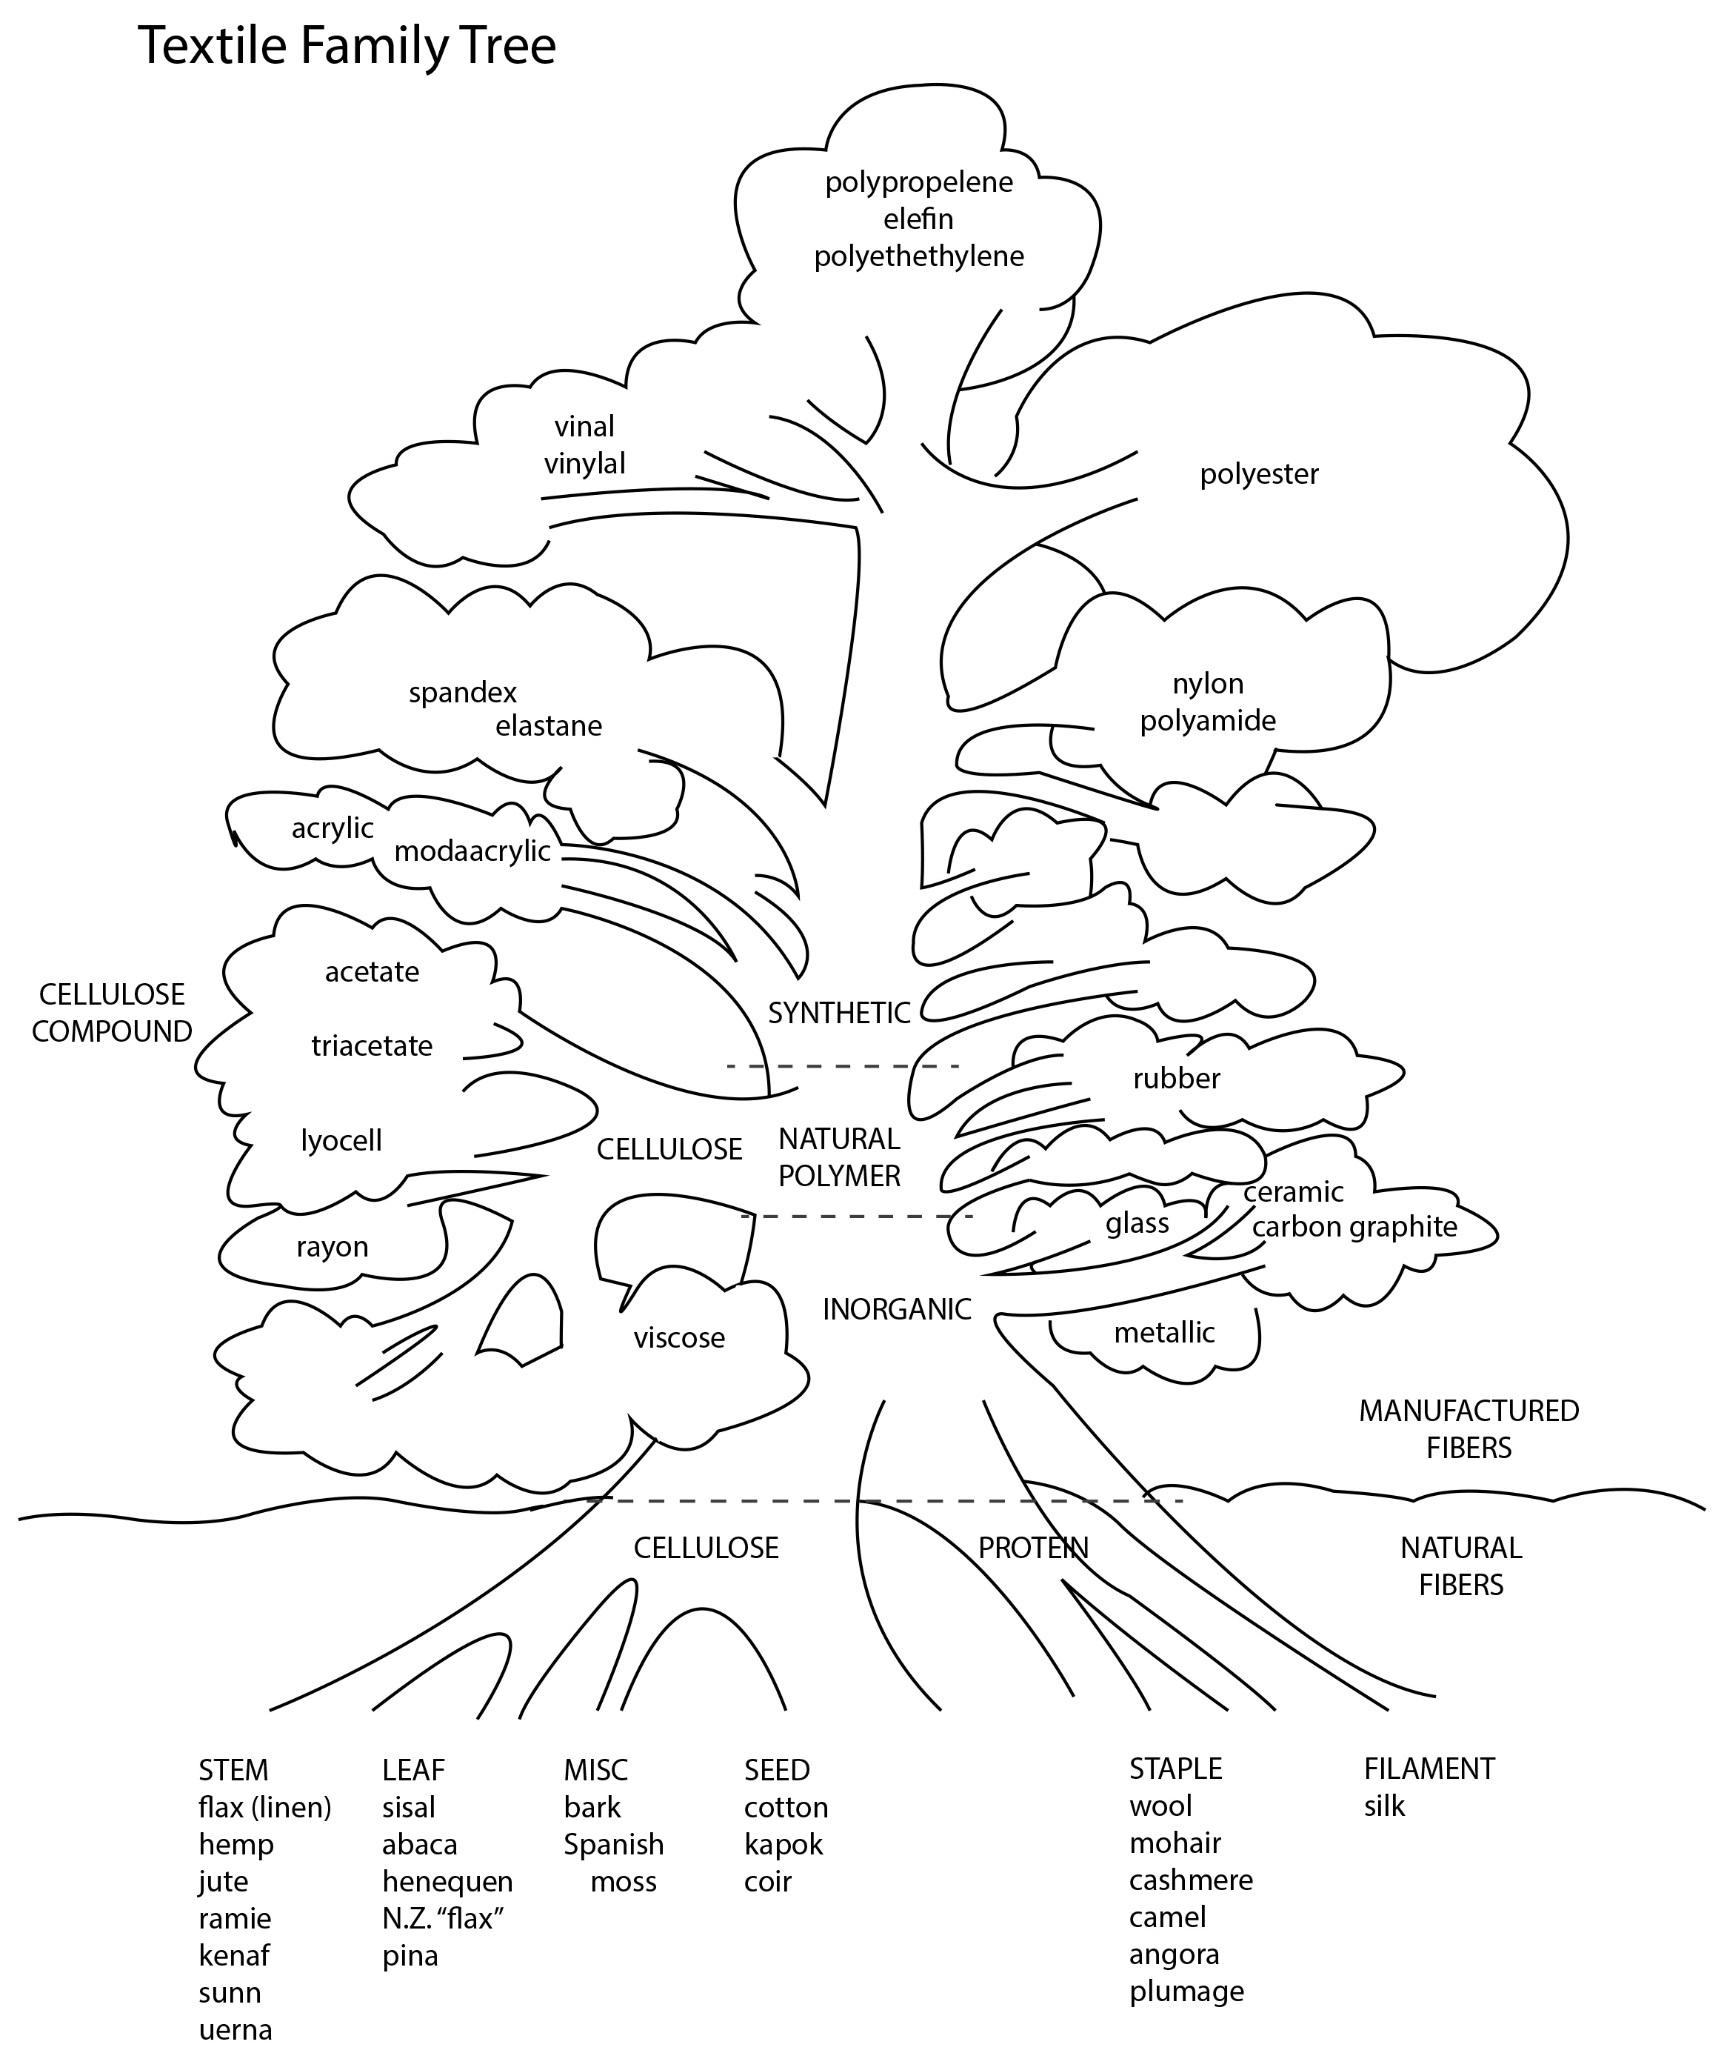 Textile Family Tree
polypropelene
elefin
polyethethylene
vinal
vinylal
polyester
spandex
elastane
nylon
polyamide
acrylic
modaacrylic
acetate
triacetate
lyocell
CELLULOSE
COMPOUND
SYNTHETIC
rubber
CELLULOSE
NATURAL
POLYMER
ceramic
carbon graphite
glass
rayon
viscose
INORGANIC
metallic
MANUFACTURED
FIBERS
CELLULOSE
PROTEIN
NATURAL
FIBERS
STEM
flax (linen)
hemp
jute
ramie
kenaf
sunn
uerna
LEAF
sisal
abaca
henequen
N.Z. “flax”
pina
MISC
bark
Spanish
moss
SEED
cotton
kapok
coir
STAPLE
wool
mohair
cashmere
camel
angora
plumage
FILAMENT
silk